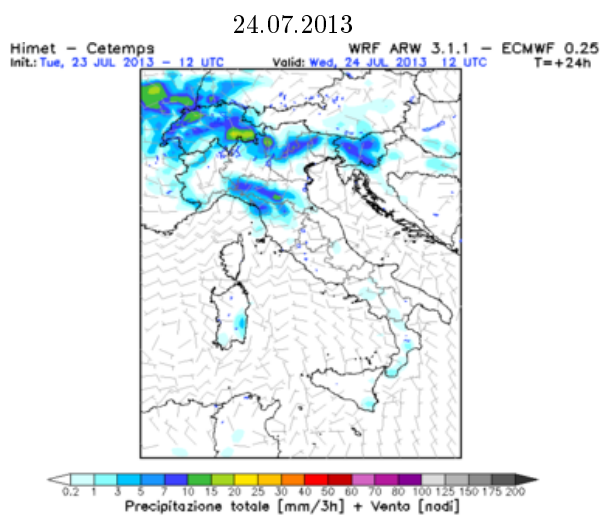 24.07.2013
Himet - Cetemps WRF ARW 3.1.1 - ECMWF 0.25
Init.: Tue, 23 JUL 2013 - 12 UTC Valid: Wed, 24 JUL 2013 12 UTC T=+24h
0.2 1 3 5 7 10 15 20 25 30 40 50 60 70 80 100 125 150 175 200
Precipitazione totale [mm/3h] + Vento [nodi]